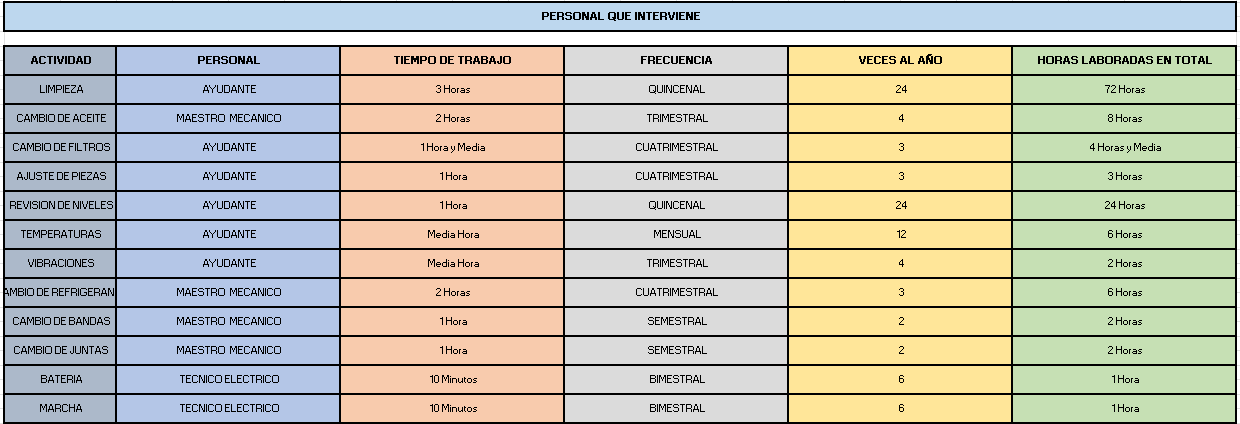 PERSONAL QUE INTERVIENE
ACTIVIDAD PERSONAL TIEMPO DE TRABAJO FRECUENCIA VECES AL AÑO HORAS LABORADAS EN TOTAL
LIMPIEZA AYUDANTE 3 Horas QUINCENAL 24 72 Horas
CAMBIO DE ACEITE MAESTRO MECANICO 2 Horas TRIMESTRAL 4 8 Horas
CAMBIO DE FILTROS AYUDANTE 1 Hora y Media CUATRIMESTRAL 3 4 Horas y Media
AJUSTE DE PIEZAS AYUDANTE 1 Hora CUATRIMESTRAL 3 3 Horas
REVISION DE NIVELES AYUDANTE 1 Hora QUINCENAL 24 24 Horas
TEMPERATURAS AYUDANTE Media Hora MENSUAL 12 6 Horas
VIBRACIONES AYUDANTE Media Hora TRIMESTRAL 4 2 Horas
AMBIO DE REFRIGERAN MAESTRO MECANICO 2 Horas CUATRIMESTRAL 3 6 Horas
CAMBIO DE BANDAS MAESTRO MECANICO 1 Hora SEMESTRAL 2 2 Horas
CAMBIO DE JUNTAS MAESTRO MECANICO 1 Hora SEMESTRAL 2 2 Horas
BATERIA TECNICO ELECTRICO 10 Minutos BIMESTRAL 6 1 Hora
MARCHA TECNICO ELECTRICO 10 Minutos BIMESTRAL 6 1 Hora